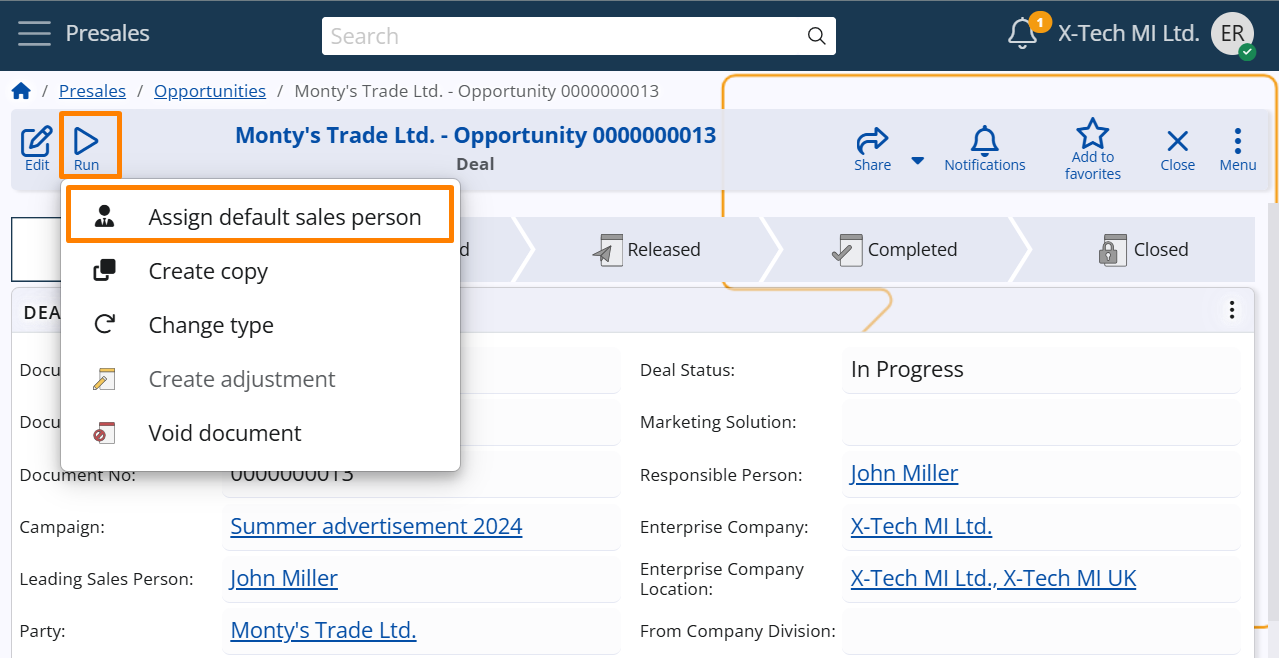 Presales
Search
1
X-Tech MI Ltd.
ER
/ Presales / Opportunities / Monty's Trade Ltd. - Opportunity 0000000013
Edit
Run
Monty's Trade Ltd. - Opportunity 0000000013
Deal
Share
Notifications
Add to
favorites
Close
Menu
Assign default sales person
Create copy
Change type
Create adjustment
Void document
Released
Completed
Closed
DEA
Docu
Deal Status:
In Progress
Docu
Marketing Solution:
Document No:
0000000013
Responsible Person:
John Miller
Campaign:
Summer advertisement 2024
Enterprise Company:
X-Tech MI Ltd.
Leading Sales Person:
John Miller
Enterprise Company
Location:
X-Tech MI Ltd., X-Tech MI UK
Party:
Monty's Trade Ltd.
From Company Division: